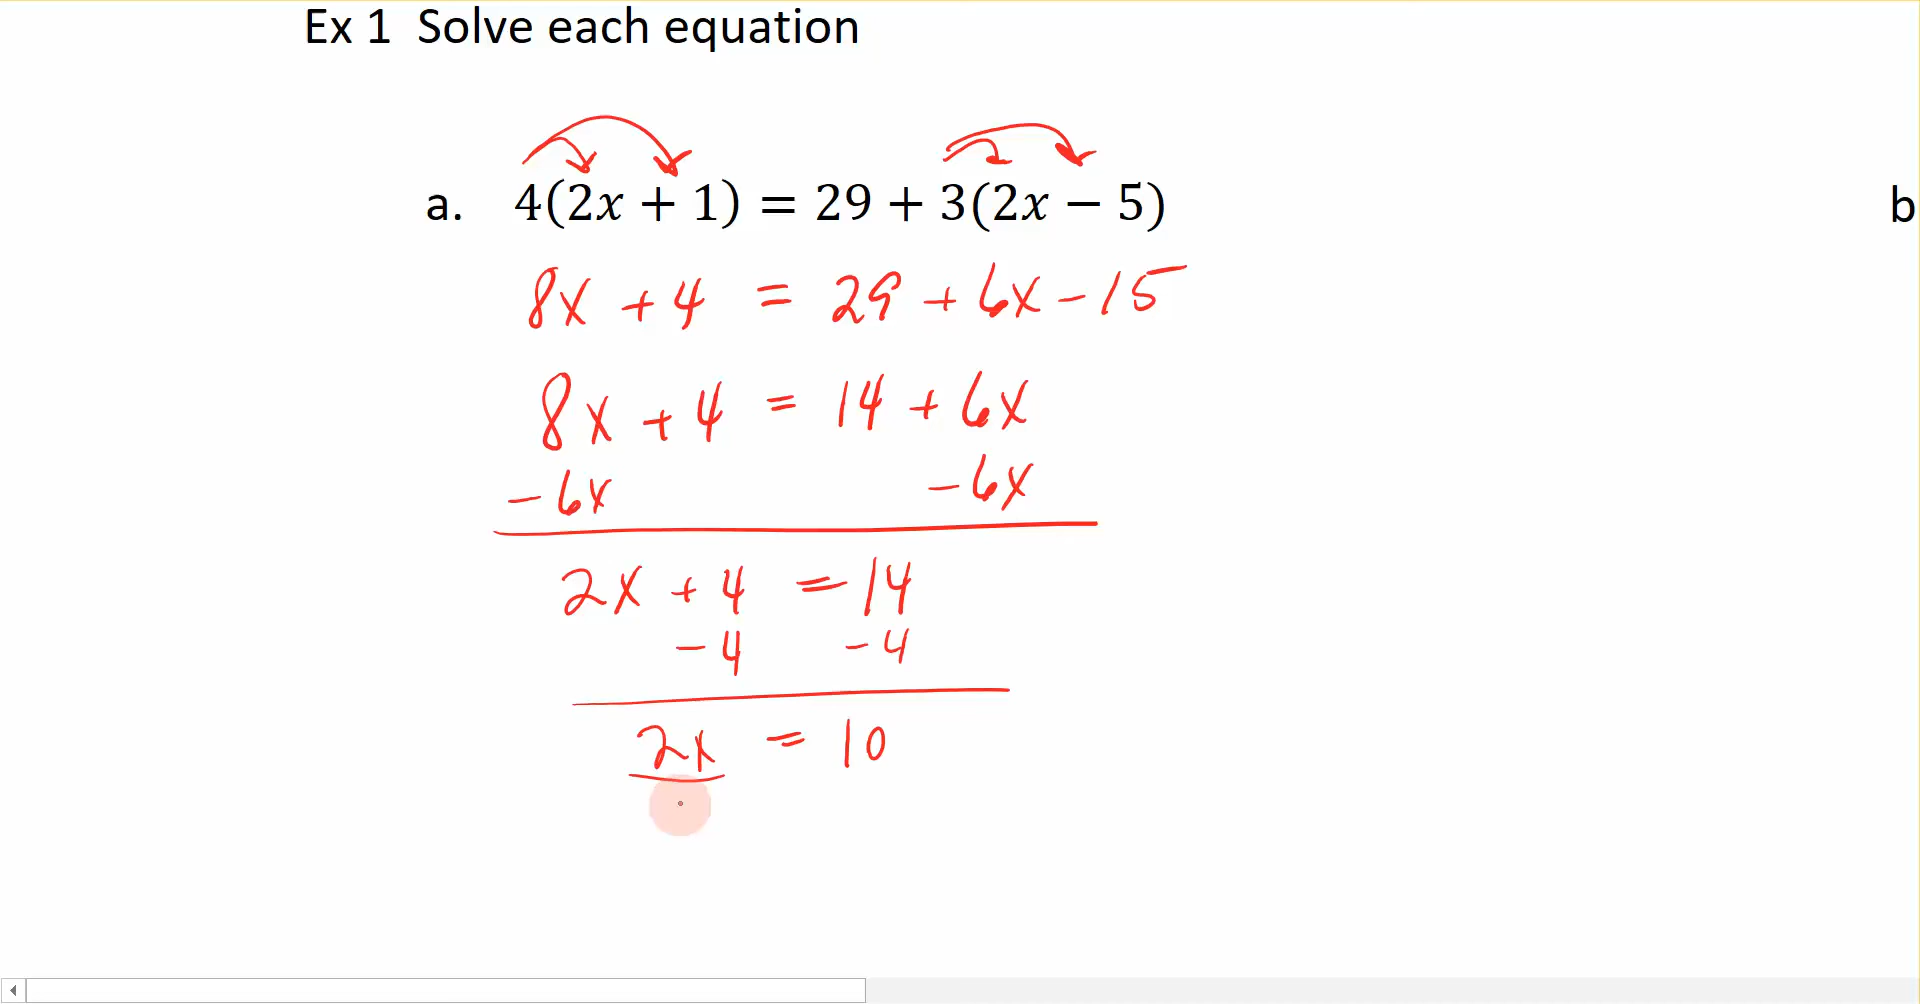 Ex 1 Solve each equation
a. 4(2x + 1) = 29 + 3(2x − 5)
b
8x + 4 = 29 + 6x - 15
8x + 4 = 14 + 6x
- 6x - 6x
2x + 4 = 14
- 4 - 4
2x = 10